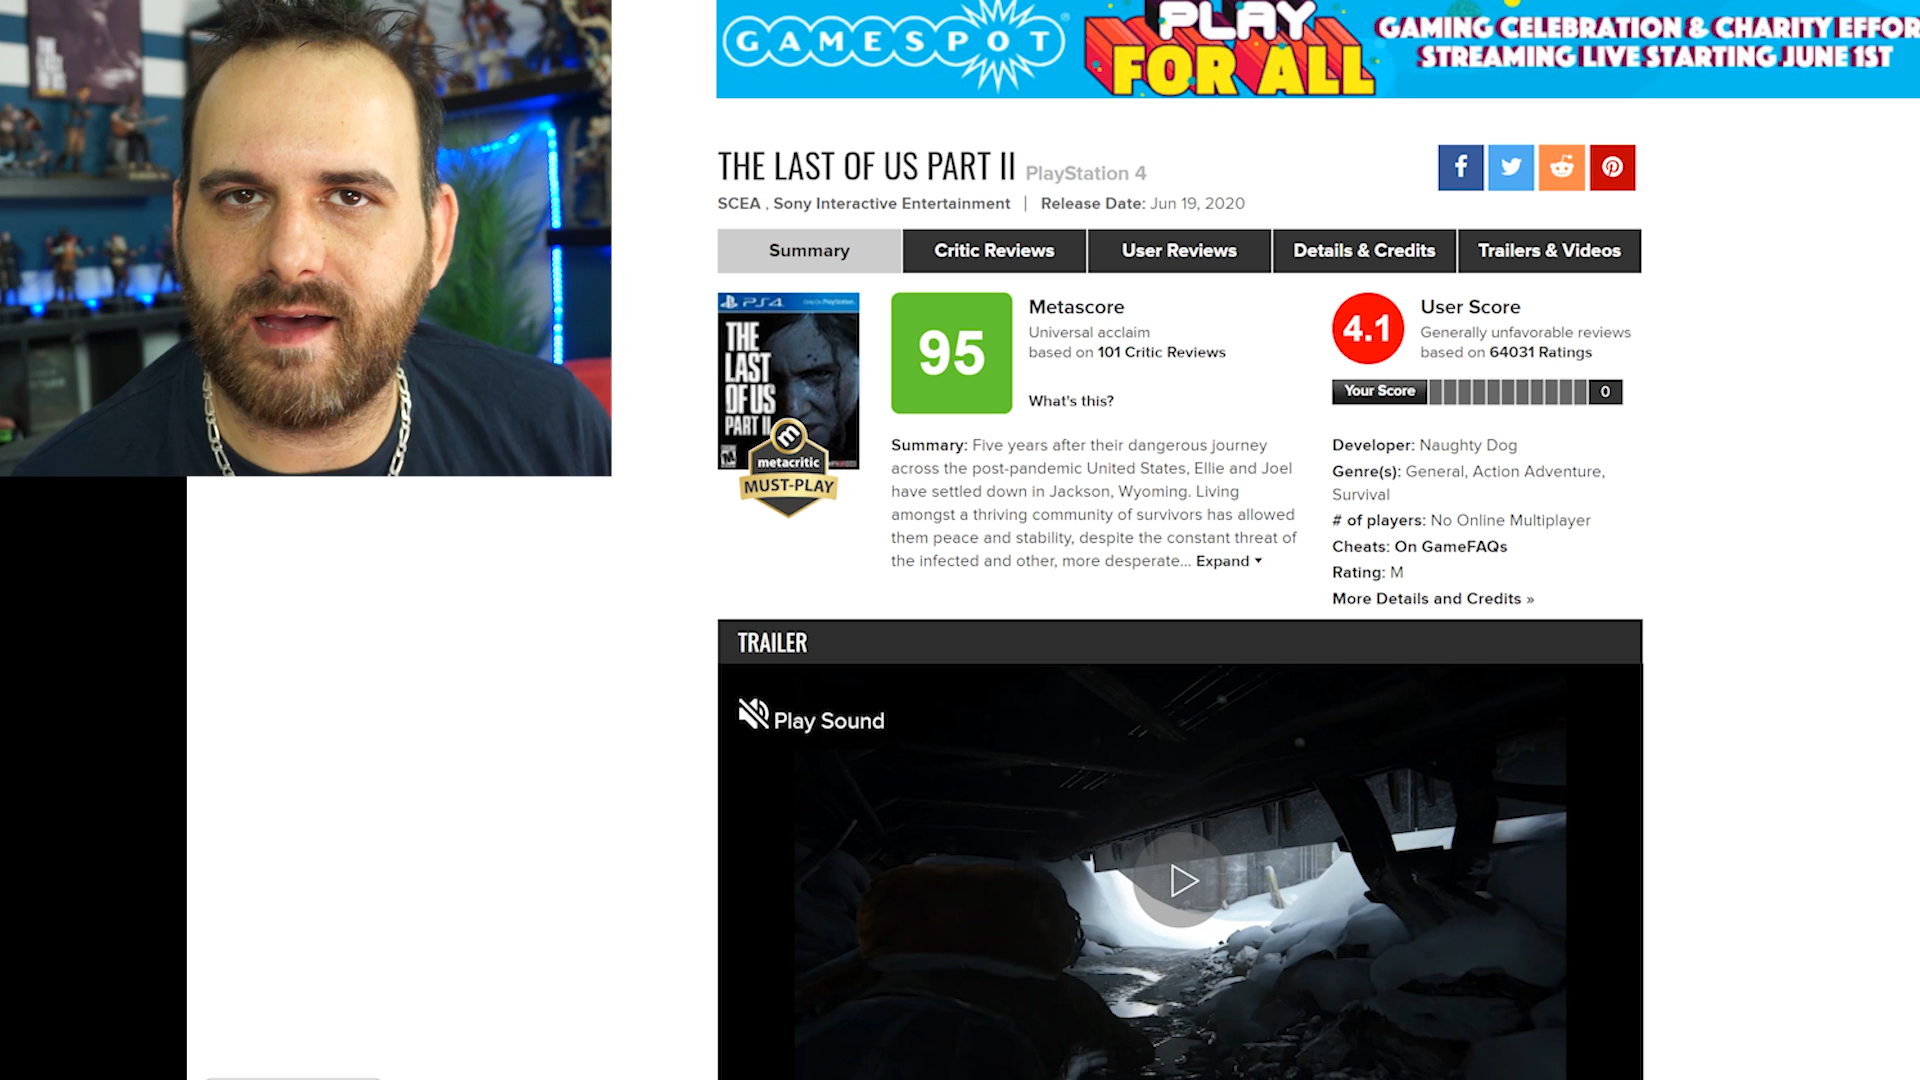 THE
LAST
OF US
GAMESPOT
PLAY
FOR ALL
GAMING CELEBRATION & CHARITY EFFOR
STREAMING LIVE STARTING JUNE 1ST
THE LAST OF US PART II PlayStation 4
SCEA , Sony Interactive Entertainment | Release Date: Jun 19, 2020
Summary Critic Reviews User Reviews Details & Credits Trailers & Videos
PS4 Only On PlayStation
THE
LAST
OF US
PART II
metacritic
MUST-PLAY
95
Metascore
Universal acclaim
based on 101 Critic Reviews
What's this?
Summary: Five years after their dangerous journey
across the post-pandemic United States, Ellie and Joel
have settled down in Jackson, Wyoming. Living
amongst a thriving community of survivors has allowed
them peace and stability, despite the constant threat of
the infected and other, more desperate... Expand
4.1
User Score
Generally unfavorable reviews
based on 64031 Ratings
Your Score 0
Developer: Naughty Dog
Genre(s): General, Action Adventure,
Survival
# of players: No Online Multiplayer
Cheats: On GameFAQs
Rating: M
More Details and Credits »
TRAILER
Play Sound